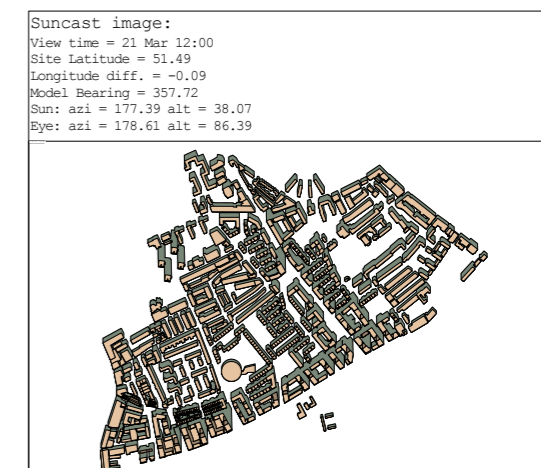 Suncast image:
View time = 21 Mar 12:00
Site Latitude = 51.49
Longitude diff. = -0.09
Model Bearing = 357.72
Sun: azi = 177.39 alt = 38.07
Eye: azi = 178.61 alt = 86.39